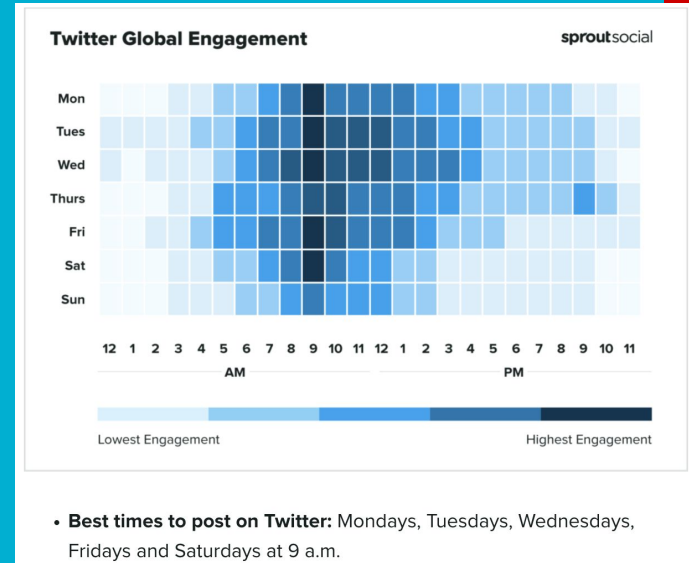 Twitter Global Engagement
sproutsocial
Mon
Tues
Wed
Thurs
Fri
Sat
Sun
12 1 2 3 4 5 6 7 8 9 10 11 12 1 2 3 4 5 6 7 8 9 10 11
AM PM
Lowest Engagement Highest Engagement
• Best times to post on Twitter: Mondays, Tuesdays, Wednesdays,
Fridays and Saturdays at 9 a.m.